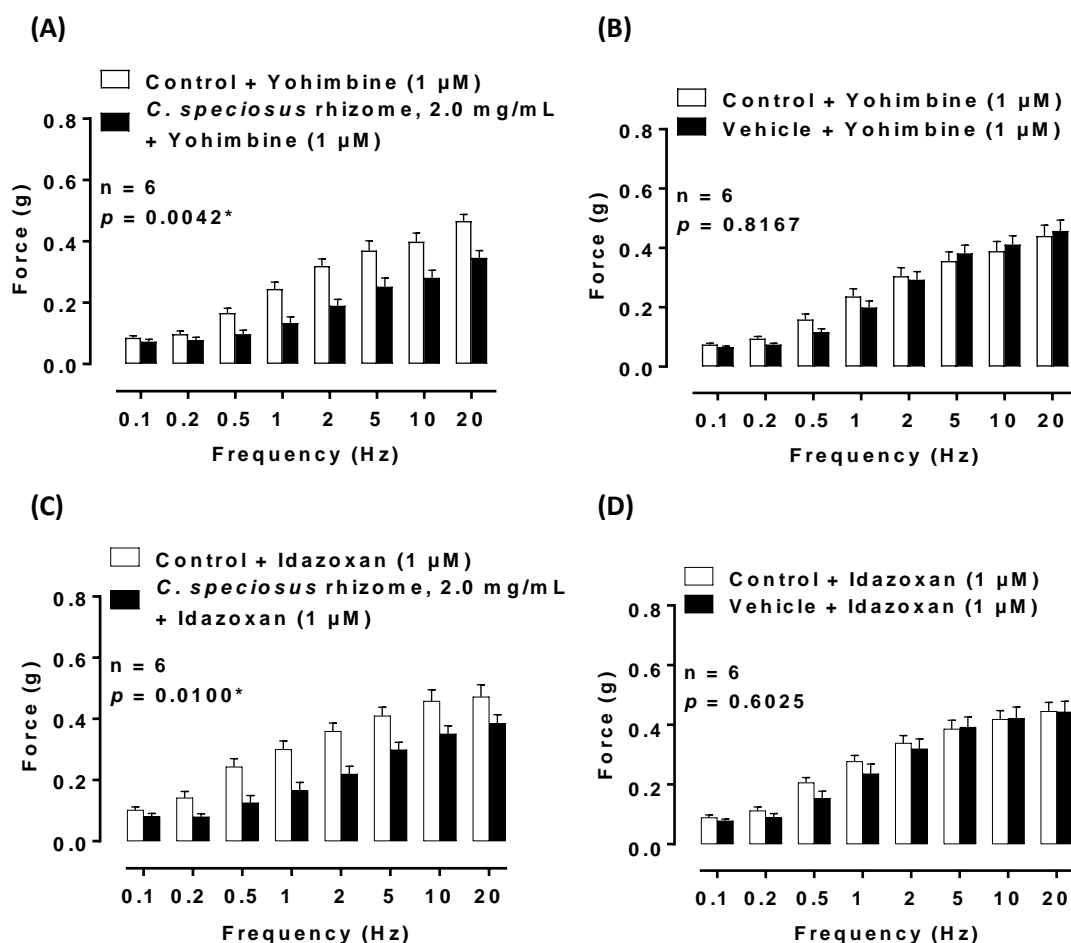 (A)
Control + Yohimbine (1 µM)
C. speciosus rhizome, 2.0 mg/mL
+ Yohimbine (1 µM)
n = 6
p = 0.0042*
0.8
0.6
0.4
0.2
0.0
Force (g)
0.1 0.2 0.5 1 2 5 10 20
Frequency (Hz)
(B)
Control + Yohimbine (1 µM)
Vehicle + Yohimbine (1 µM)
n = 6
p = 0.8167
0.8
0.6
0.4
0.2
0.0
Force (g)
0.1 0.2 0.5 1 2 5 10 20
Frequency (Hz)
(C)
Control + Idazoxan (1 µM)
C. speciosus rhizome, 2.0 mg/mL
+ Idazoxan (1 µM)
n = 6
p = 0.0100*
0.8
0.6
0.4
0.2
0.0
Force (g)
0.1 0.2 0.5 1 2 5 10 20
Frequency (Hz)
(D)
Control + Idazoxan (1 µM)
Vehicle + Idazoxan (1 µM)
n = 6
p = 0.6025
0.8
0.6
0.4
0.2
0.0
Force (g)
0.1 0.2 0.5 1 2 5 10 20
Frequency (Hz)